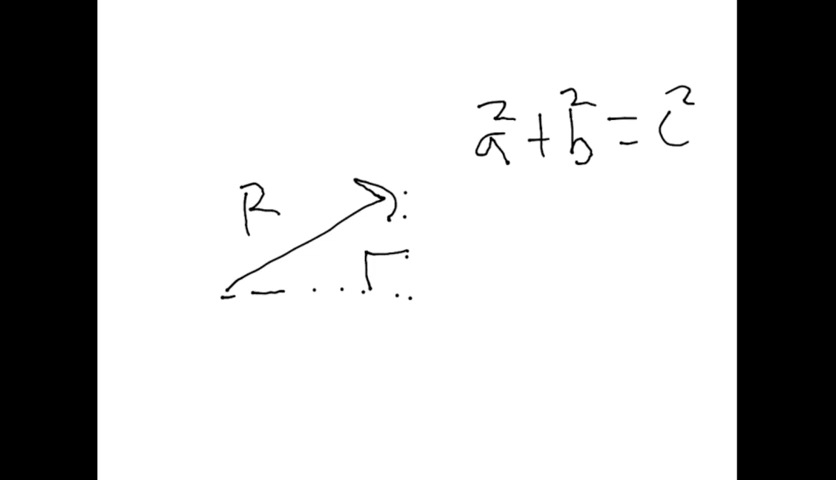 a² + b² = c²
R